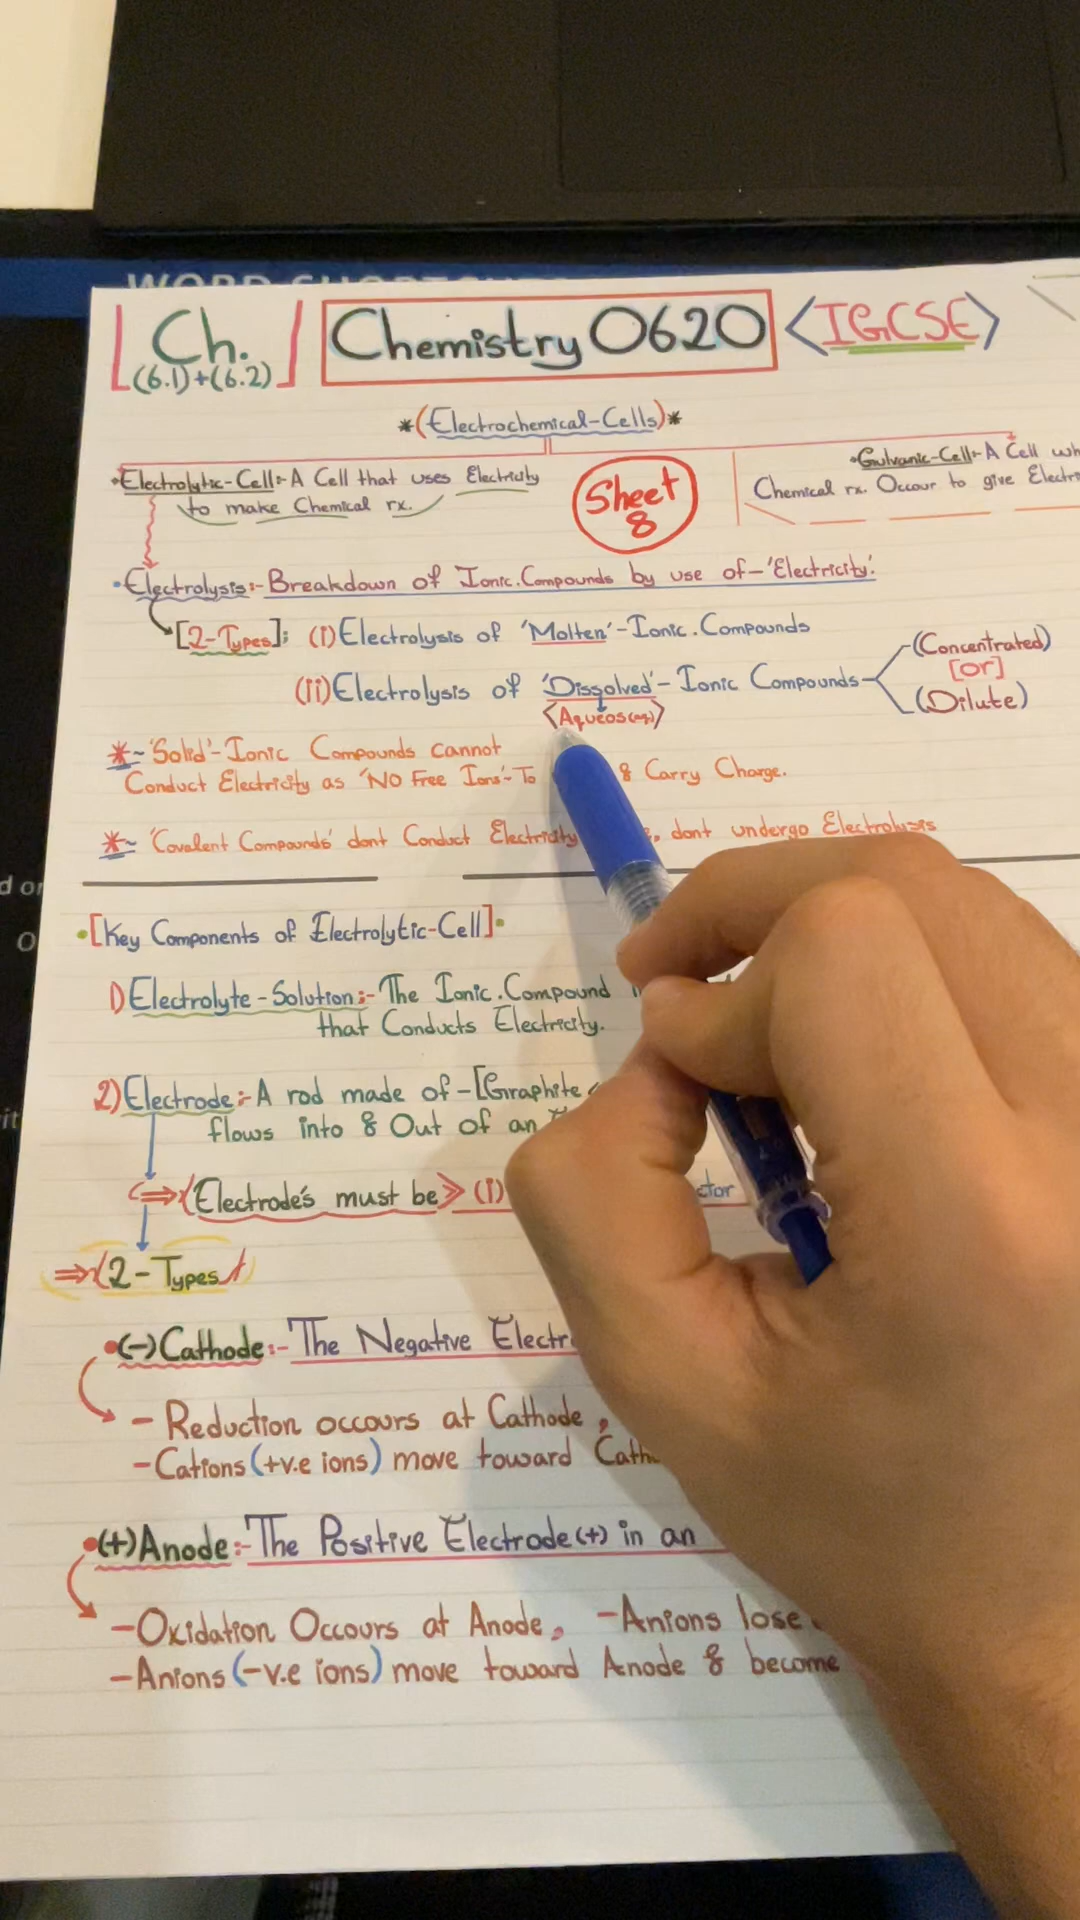 Ch.
(6.1)+(6.2)
Chemistry 0620
<IGCSE>
*(Electrochemical-Cells)*
Electrolytic-Cell:- A Cell that uses Electricity
to make Chemical rx.
Sheet
8
Galvanic-Cell:- A Cell
Chemical rx. Occour to give
Electrolysis:- Breakdown of Ionic.Compounds by use of-'Electricity'.
[2-Types]: (i)Electrolysis of 'Molten'-Ionic.Compounds
(ii)Electrolysis of 'Dissolved'- Ionic Compounds
<Aqueos(aq)>
(Concentrated)
[or]
(Dilute)
*~ 'Solid'-Ionic Compounds cannot
Conduct Electricity as 'NO Free Ions'- To & Carry Charge.
*~ 'Covalent Compounds' dont Conduct Electricity dont undergo Electrolysis
[Key Components of Electrolytic-Cell]
1) Electrolyte-Solution:- The Ionic.Compound
that Conducts Electricity.
2) Electrode:- A rod made of-[Graphite
flows into & Out of an
⇒(Electrode's must be» (i)
⇒(2-Types)
(-)Cathode:- The Negative
- Reduction occours at Cathode,
-Cations(+v.e ions) move toward
(+)Anode:- The Positive Electrode(+) in an
-Oxidation Occours at Anode, -Anions lose
-Anions(-v.e ions) move toward Anode & become